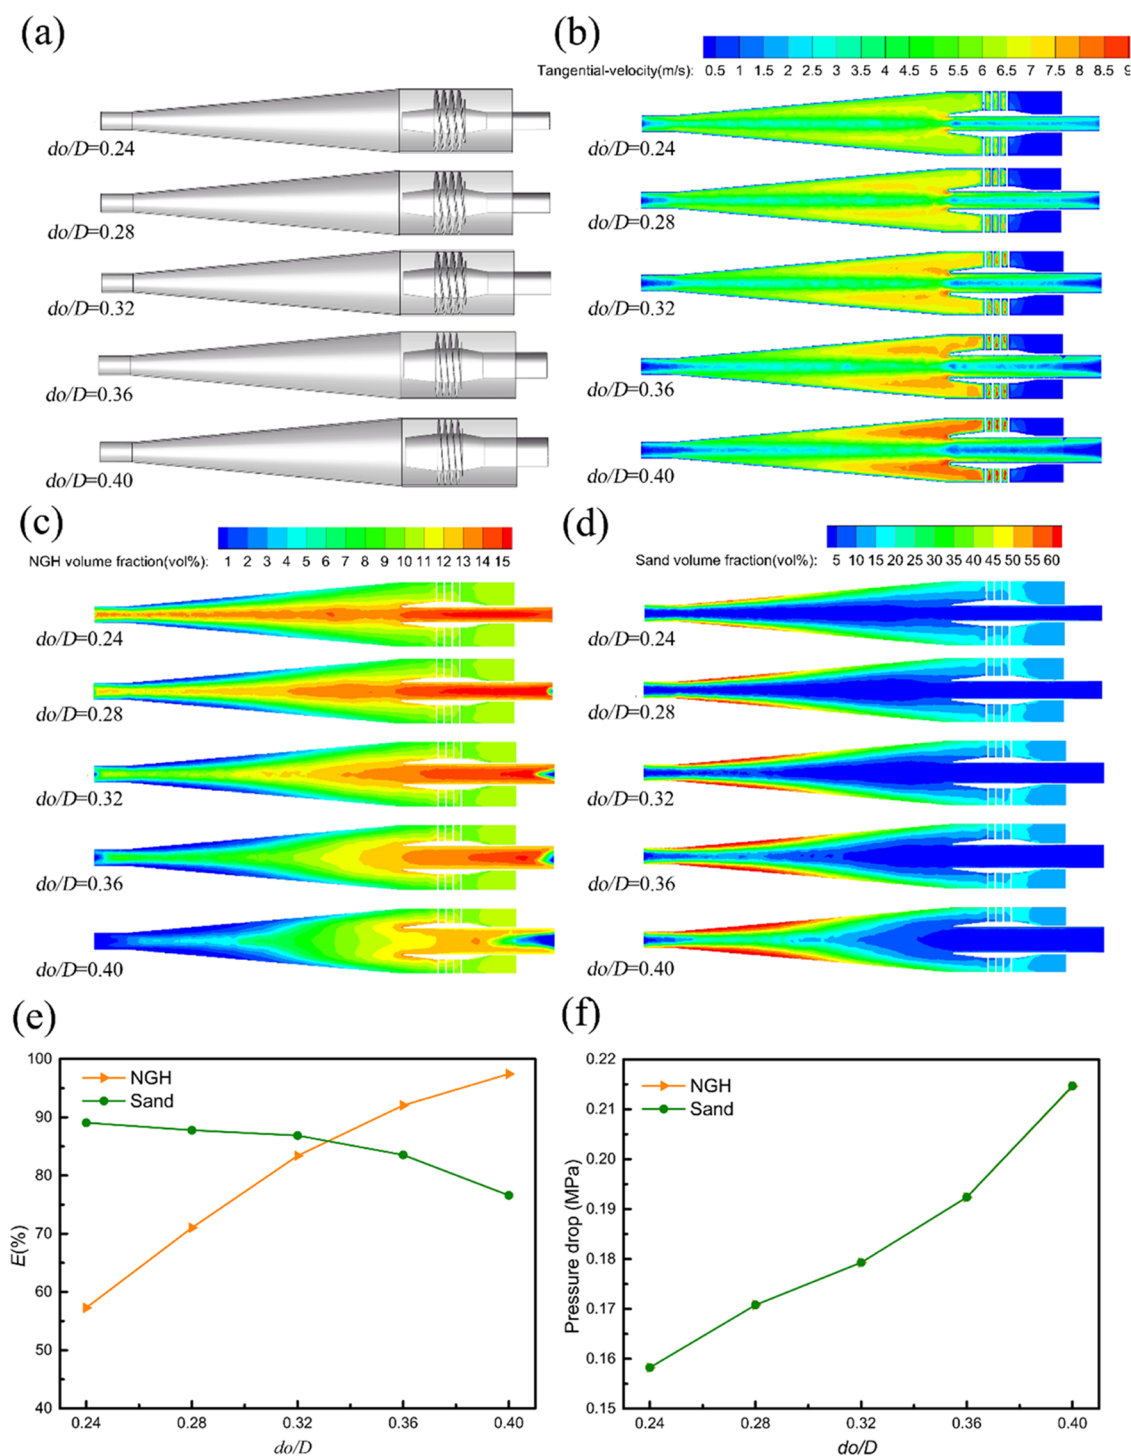 (a)
do/D=0.24
do/D=0.28
do/D=0.32
do/D=0.36
do/D=0.40
(b)
Tangential-velocity(m/s): 0.5 1 1.5 2 2.5 3 3.5 4 4.5 5 5.5 6 6.5 7 7.5 8 8.5 9
do/D=0.24
do/D=0.28
do/D=0.32
do/D=0.36
do/D=0.40
(c)
NGH volume fraction(vol%): 1 2 3 4 5 6 7 8 9 10 11 12 13 14 15
do/D=0.24
do/D=0.28
do/D=0.32
do/D=0.36
do/D=0.40
(d)
Sand volume fraction(vol%): 5 10 15 20 25 30 35 40 45 50 55 60
do/D=0.24
do/D=0.28
do/D=0.32
do/D=0.36
do/D=0.40
(e)
NGH
Sand
E(%)
100
90
80
70
60
50
40
0.24 0.28 0.32 0.36 0.40
do/D
(f)
NGH
Sand
Pressure drop (MPa)
0.22
0.21
0.20
0.19
0.18
0.17
0.16
0.15
0.24 0.28 0.32 0.36 0.40
do/D